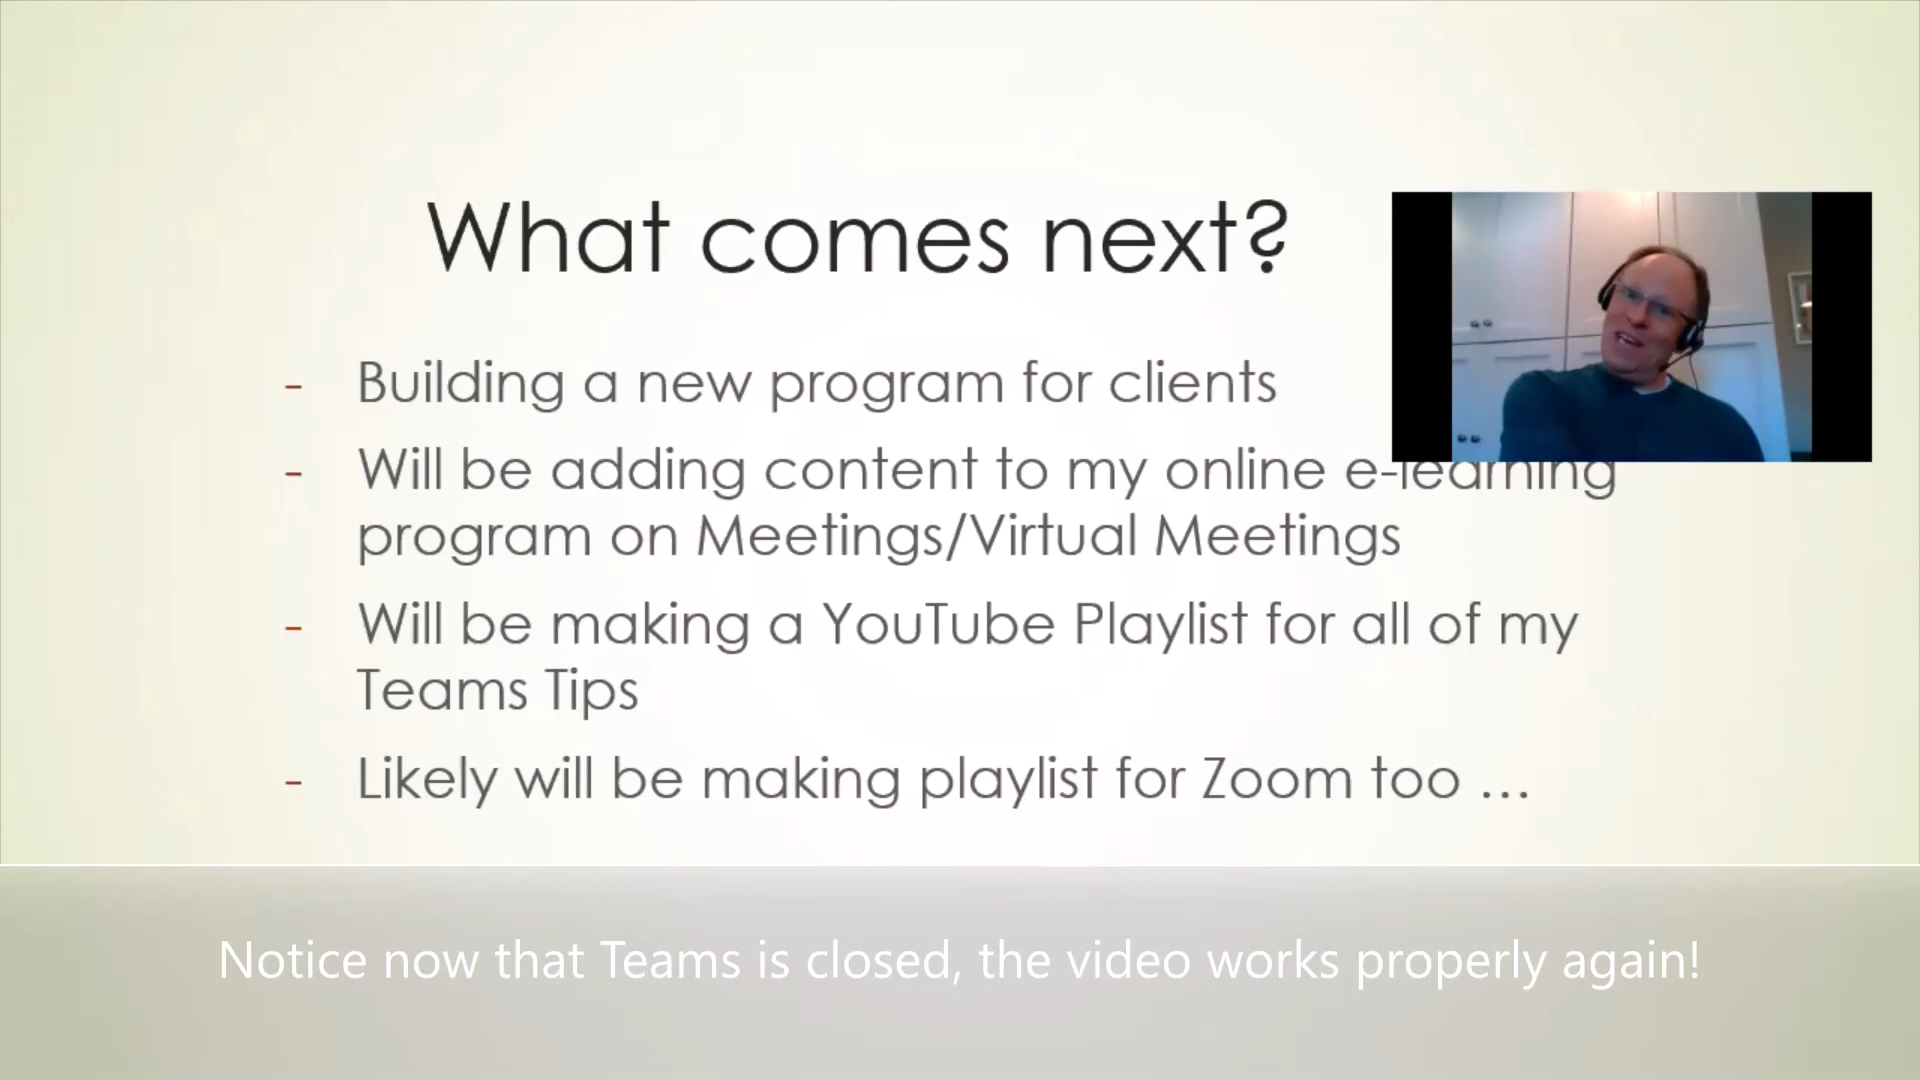 What comes next?
- Building a new program for clients
- Will be adding content to my online e-learning
program on Meetings/Virtual Meetings
- Will be making a YouTube Playlist for all of my
Teams Tips
- Likely will be making playlist for Zoom too ...
Notice now that Teams is closed, the video works properly again!